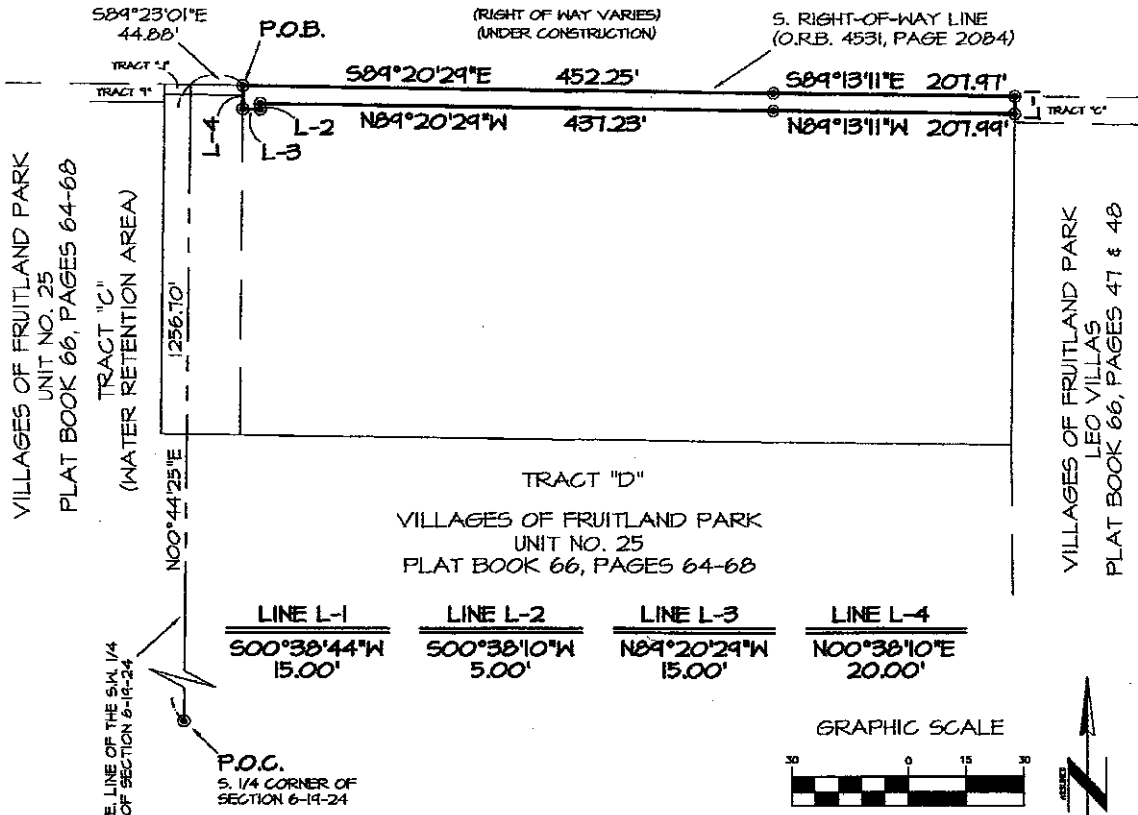 S89°23'01"E
44.88'
P.O.B.
(RIGHT OF WAY VARIES)
(UNDER CONSTRUCTION)
S. RIGHT-OF-WAY LINE
(O.R.B. 4531, PAGE 2084)
TRACT "J"
TRACT "I"
S89°20'29"E 452.25'
S89°13'11"E 207.97'
L-1
TRACT "C"
L-4
L-2
L-3
N89°20'29"W 437.23'
N89°13'11"W 207.99'
VILLAGES OF FRUITLAND PARK
UNIT NO. 25
PLAT BOOK 66, PAGES 64-68
TRACT "C"
(WATER RETENTION AREA)
1256.70'
N00°44'25"E
VILLAGES OF FRUITLAND PARK
LEO VILLAS
PLAT BOOK 66, PAGES 47 & 48
TRACT "D"
VILLAGES OF FRUITLAND PARK
UNIT NO. 25
PLAT BOOK 66, PAGES 64-68
LINE L-1
S00°38'44"W
15.00'
LINE L-2
S00°38'10"W
5.00'
LINE L-3
N89°20'29"W
15.00'
LINE L-4
N00°38'10"E
20.00'
E. LINE OF THE S.W. 1/4
OF SECTION 6-19-24
P.O.C.
S. 1/4 CORNER OF
SECTION 6-19-24
GRAPHIC SCALE
30 0 15 30
ASSUMED
N